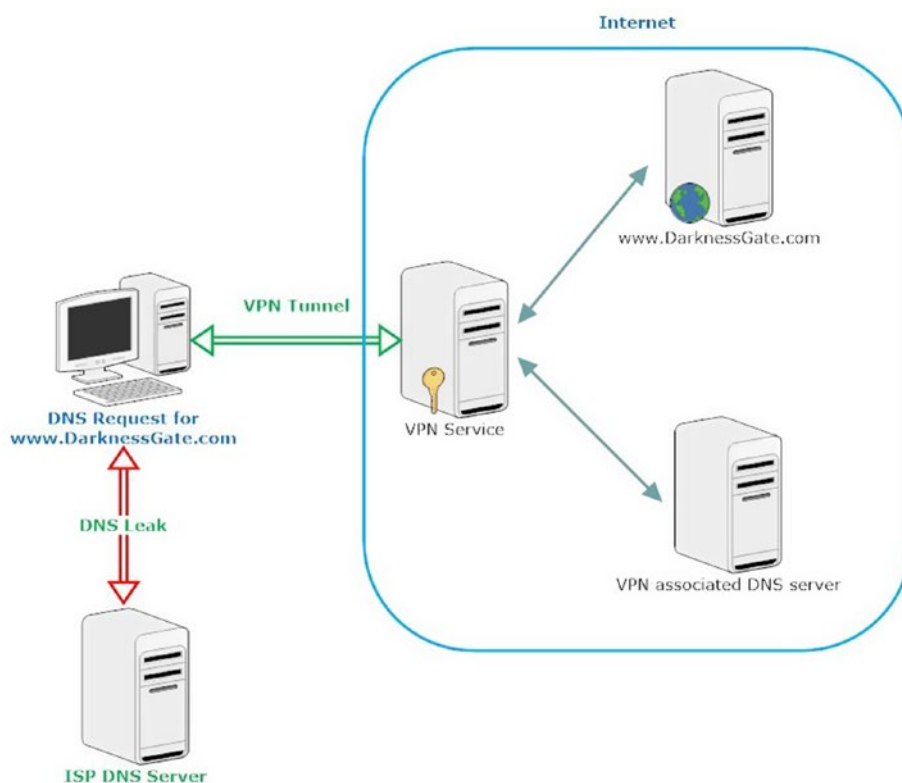 Internet
www.DarknessGate.com
VPN Tunnel
VPN Service
DNS Request for
www.DarknessGate.com
DNS Leak
VPN associated DNS server
ISP DNS Server